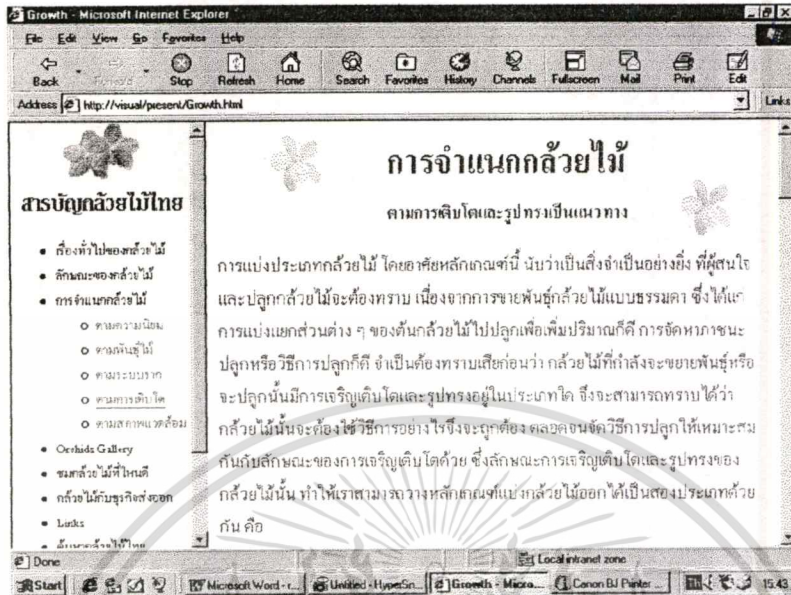 Growth - Microsoft Internet Explorer
File Edit View Go Favorites Help
Back Forward Stop Refresh Home Search Favorites History Channels Fullscreen Mail Print Edit
Address http://visual/present/Growth.Html Links
สารบัญกล้วยไม้ไทย
เรื่องทั่วไปของกล้วยไม้
ลักษณะของกล้วยไม้
การจำแนกกล้วยไม้
ตามความนิยม
ตามพันธุ์ไม้
ตามระบบราก
ตามการเติบโต
ตามสภาพแวดล้อม
Orchids Gallery
ชมกล้วยไม้ที่ไหนดี
กล้วยไม้กับธุรกิจส่งออก
Links
ค้นหากล้วยไม้ไทย
การจำแนกกล้วยไม้
ตามการเติบโตและรูปทรงเป็นแนวทาง
การแบ่งประเภทกล้วยไม้ โดยอาศัยหลักเกณฑ์นี้ นับว่าเป็นสิ่งจำเป็นอย่างยิ่ง ที่ผู้สนใจ
และปลูกกล้วยไม้จะต้องทราบ เนื่องจากการขายพันธุ์กล้วยไม้แบบธรรมดา ซึ่งได้แก่
การแบ่งแยกส่วนต่าง ๆ ของต้นกล้วยไม้ไปปลูกเพื่อเพิ่มปริมาณก็ดี การจัดหาภาชนะ
ปลูกหรือวิธีการปลูกก็ดี จำเป็นต้องทราบเสียก่อนว่า กล้วยไม้ที่กำลังจะขยายพันธุ์หรือ
จะปลูกนั้นมีการเจริญเติบโตและรูปทรงอยู่ในประเภทใด จึงจะสามารถทราบได้ว่า
กล้วยไม้นั้นจะต้องใช้วิธีการอย่างไรจึงจะถูกต้อง ตลอดจนจัดวิธีการปลูกให้เหมาะสม
กันกับลักษณะของการเจริญเติบโตด้วย ซึ่งลักษณะการเจริญเติบโตและรูปทรงของ
กล้วยไม้นั้น ทำให้เราสามารถวางหลักเกณฑ์แบ่งกล้วยไม้ออกได้เป็นสองประเภทด้วย
กัน คือ
Done Local intranet zone
Start Microsoft Word - r... Untitled - HyperSn... Growth - Micro... Canon BJ Printer ... 15:43